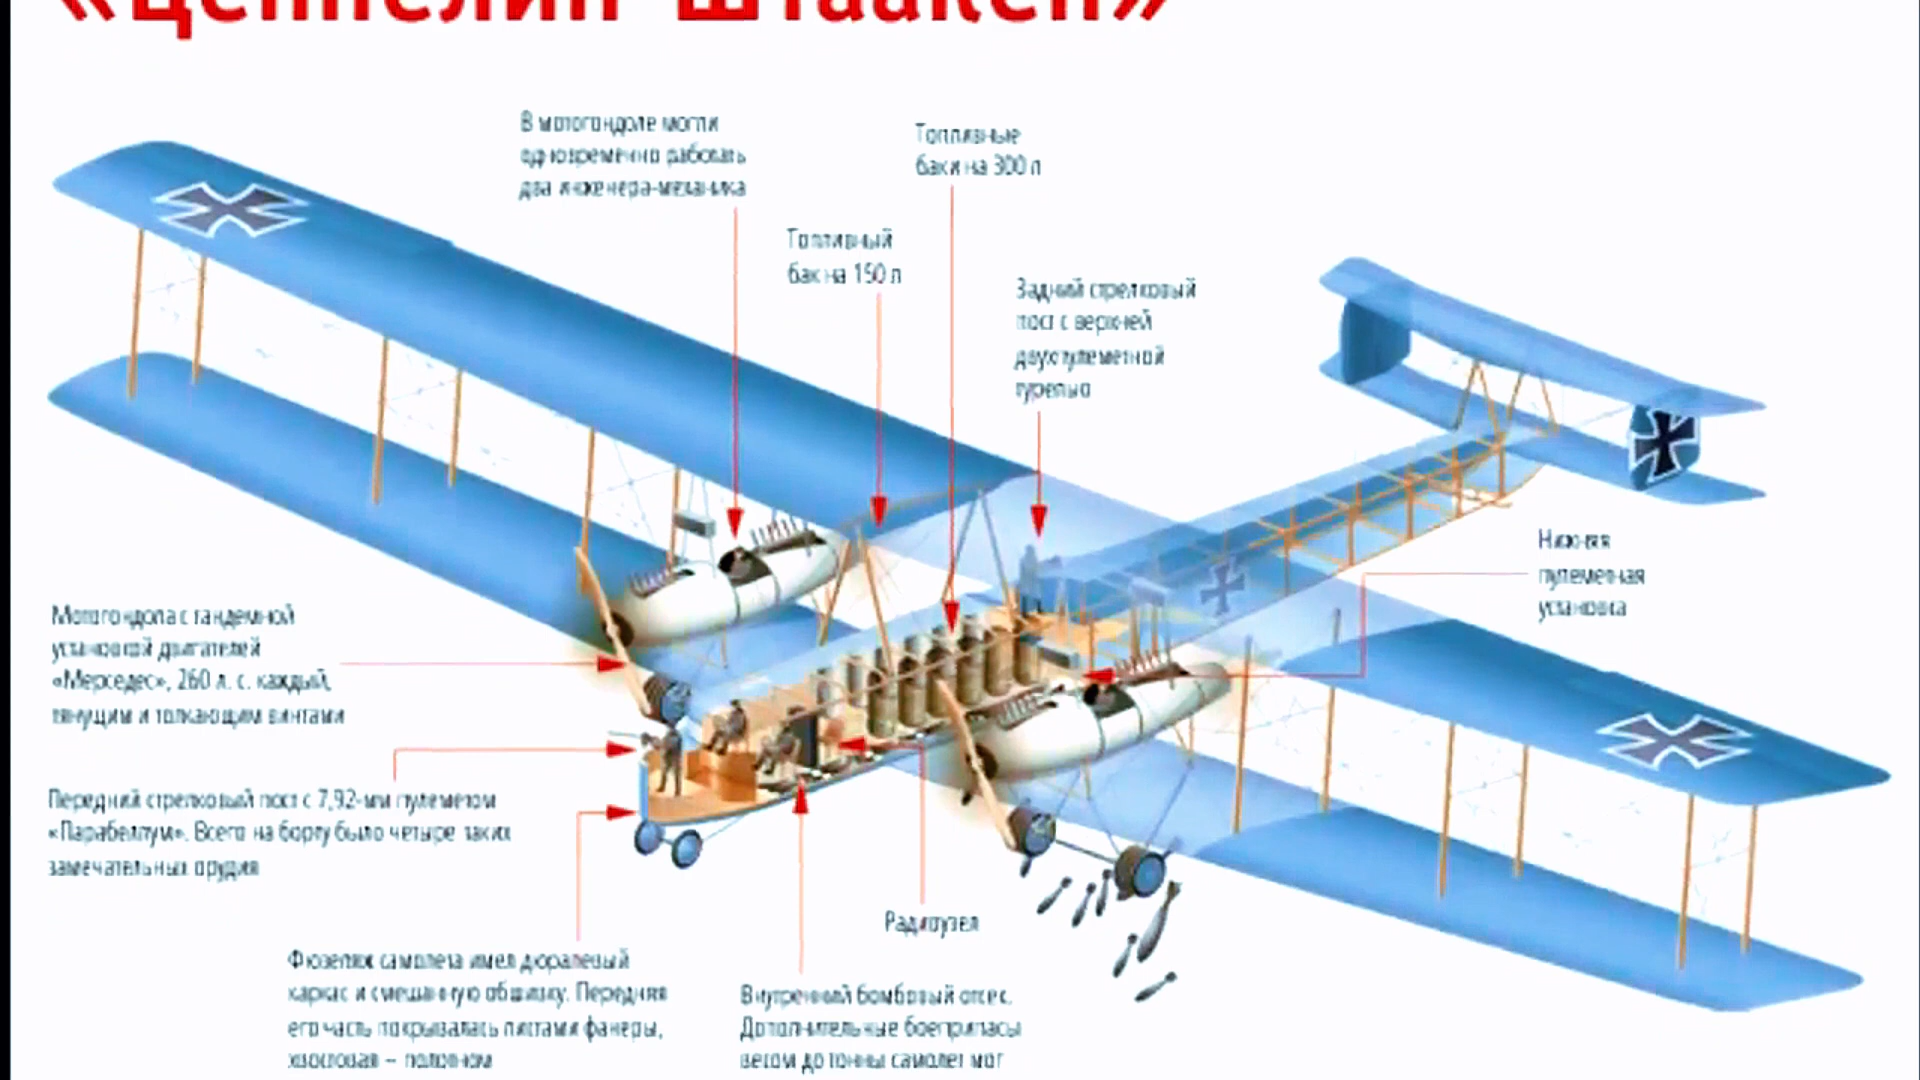 «Цеппелин Штаакен»
В мотогондоле могли
одновременно работать
два инженера-механика
Топливные
баки на 300 л
Топливный
бак на 150 л
Задний стрелковый
пост с верхней
двухпулеметной
турелью
Нижняя
пулеметная
установка
Мотогондола с тандемной
установкой двигателей
«Мерседес», 260 л. с. каждый,
тянущим и толкающим винтами
Передний стрелковый пост с 7,92-мм пулеметом
«Парабеллум». Всего на борту было четыре таких
замечательных орудия
Радиоузел
Фюзеляж самолета имел дюралевый
каркас и смешанную обшивку. Передняя
его часть покрывалась листами фанеры,
хвостовая – полотном
Внутренний бомбовый отсек.
Дополнительные боеприпасы
весом до тонны самолет мог